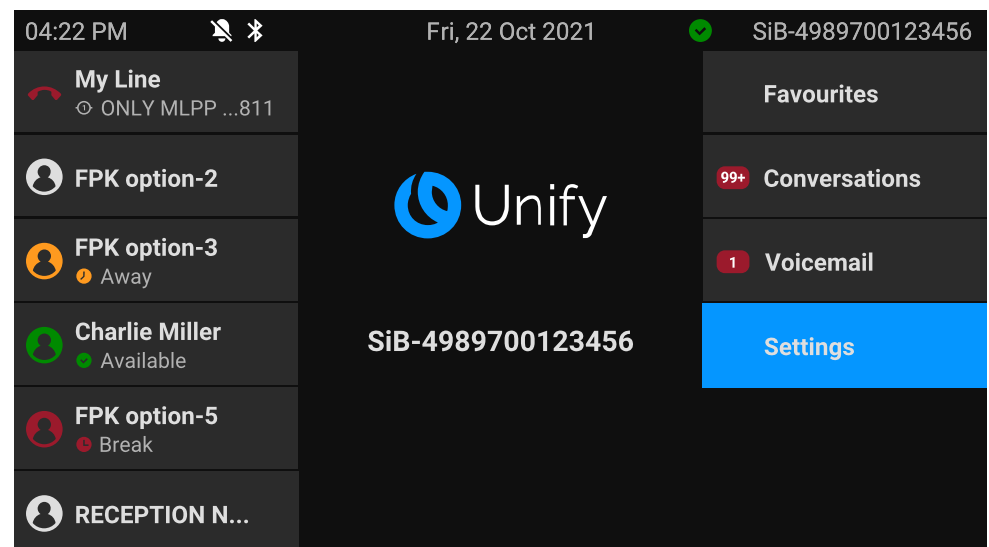 04:22 PM
Fri, 22 Oct 2021
SiB-4989700123456
My Line
ONLY MLPP ...811
FPK option-2
FPK option-3
Away
Charlie Miller
Available
FPK option-5
Break
RECEPTION N...
Unify
SiB-4989700123456
Favourites
99+ Conversations
1 Voicemail
Settings